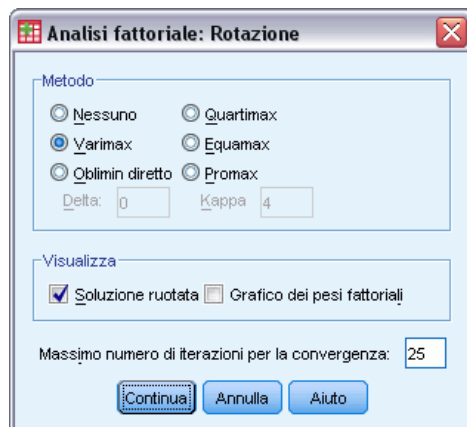 Analisi fattoriale: Rotazione
Metodo
Nessuno Quartimax
Varimax Equamax
Oblimin diretto Promax
Delta: 0 Kappa 4
Visualizza
Soluzione ruotata Grafico dei pesi fattoriali
Massimo numero di iterazioni per la convergenza: 25
Continua Annulla Aiuto